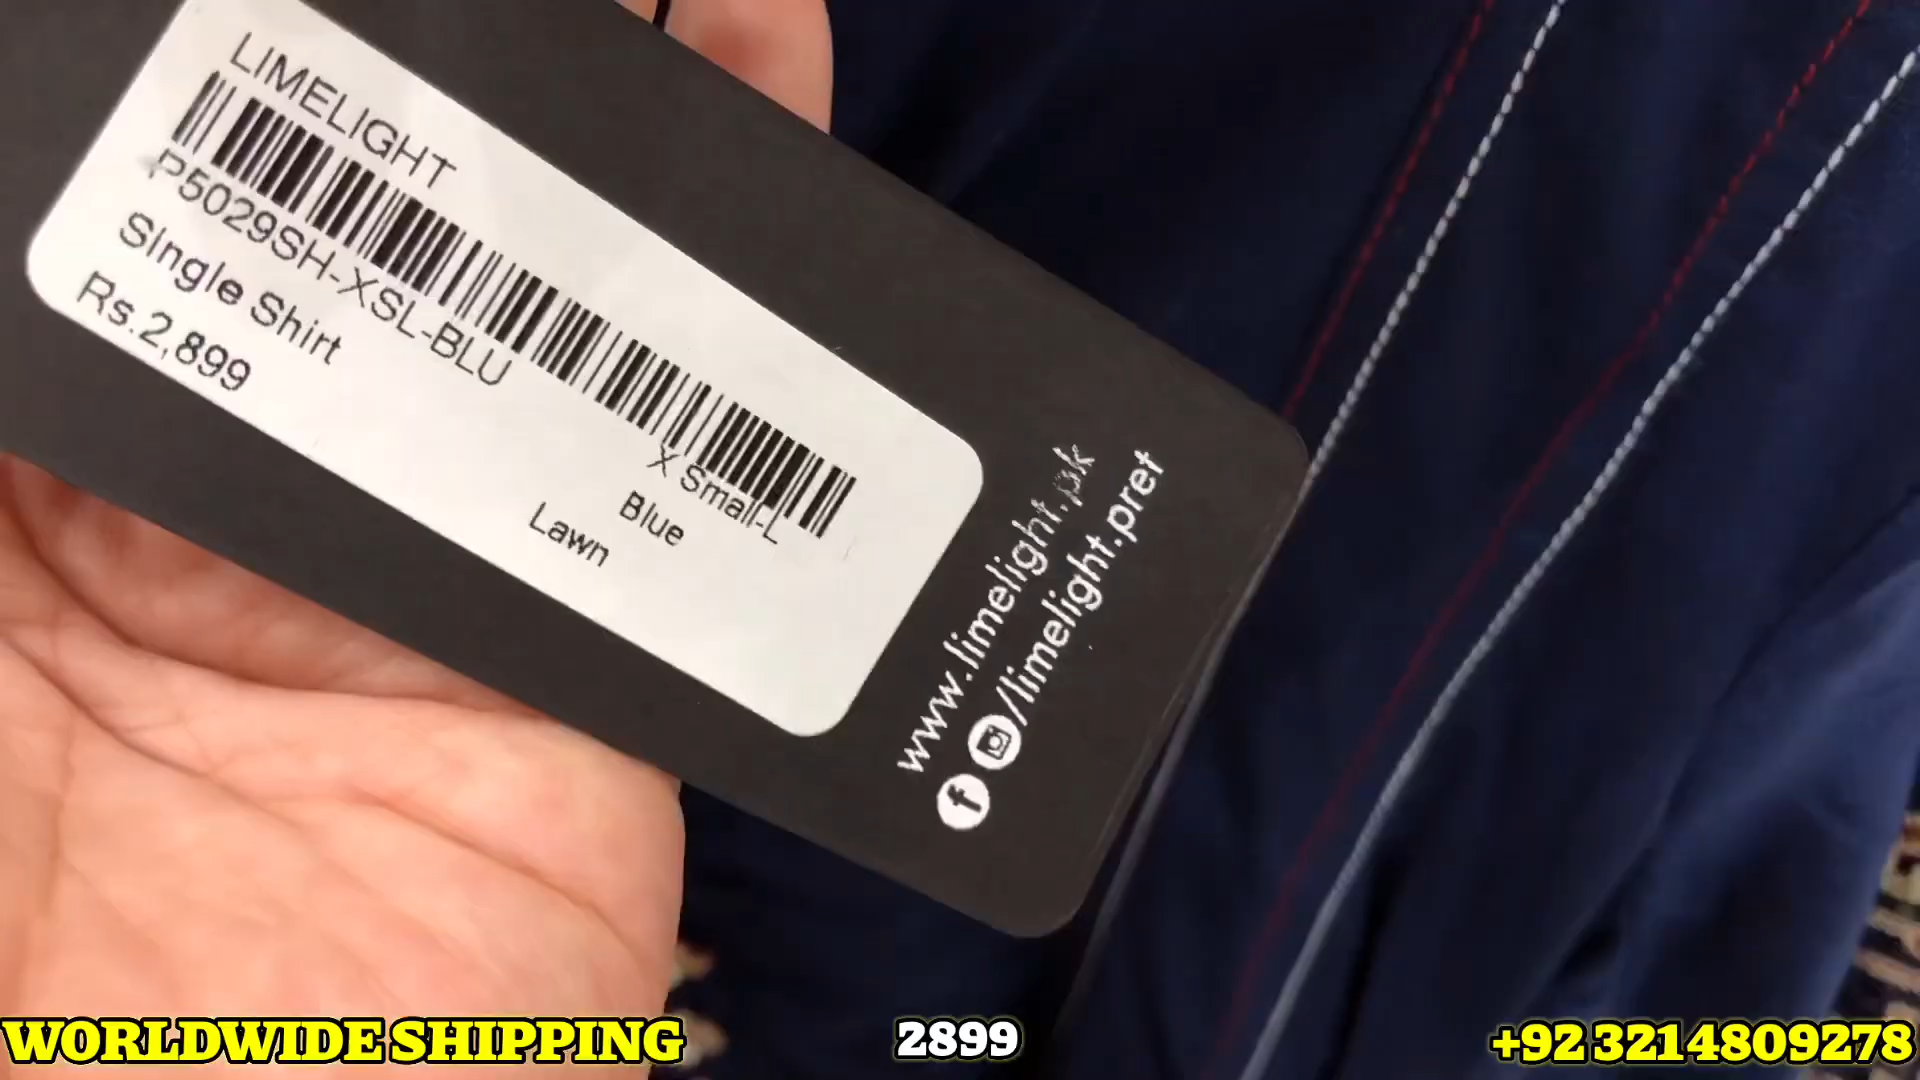 LIMELIGHT
P5029SH-XSL-BLU
Single Shirt
Rs.2,899
X Small-L
Blue
Lawn
www.limelight.pk
/limelight.pret
WORLDWIDE SHIPPING
2899
+92 3214809278